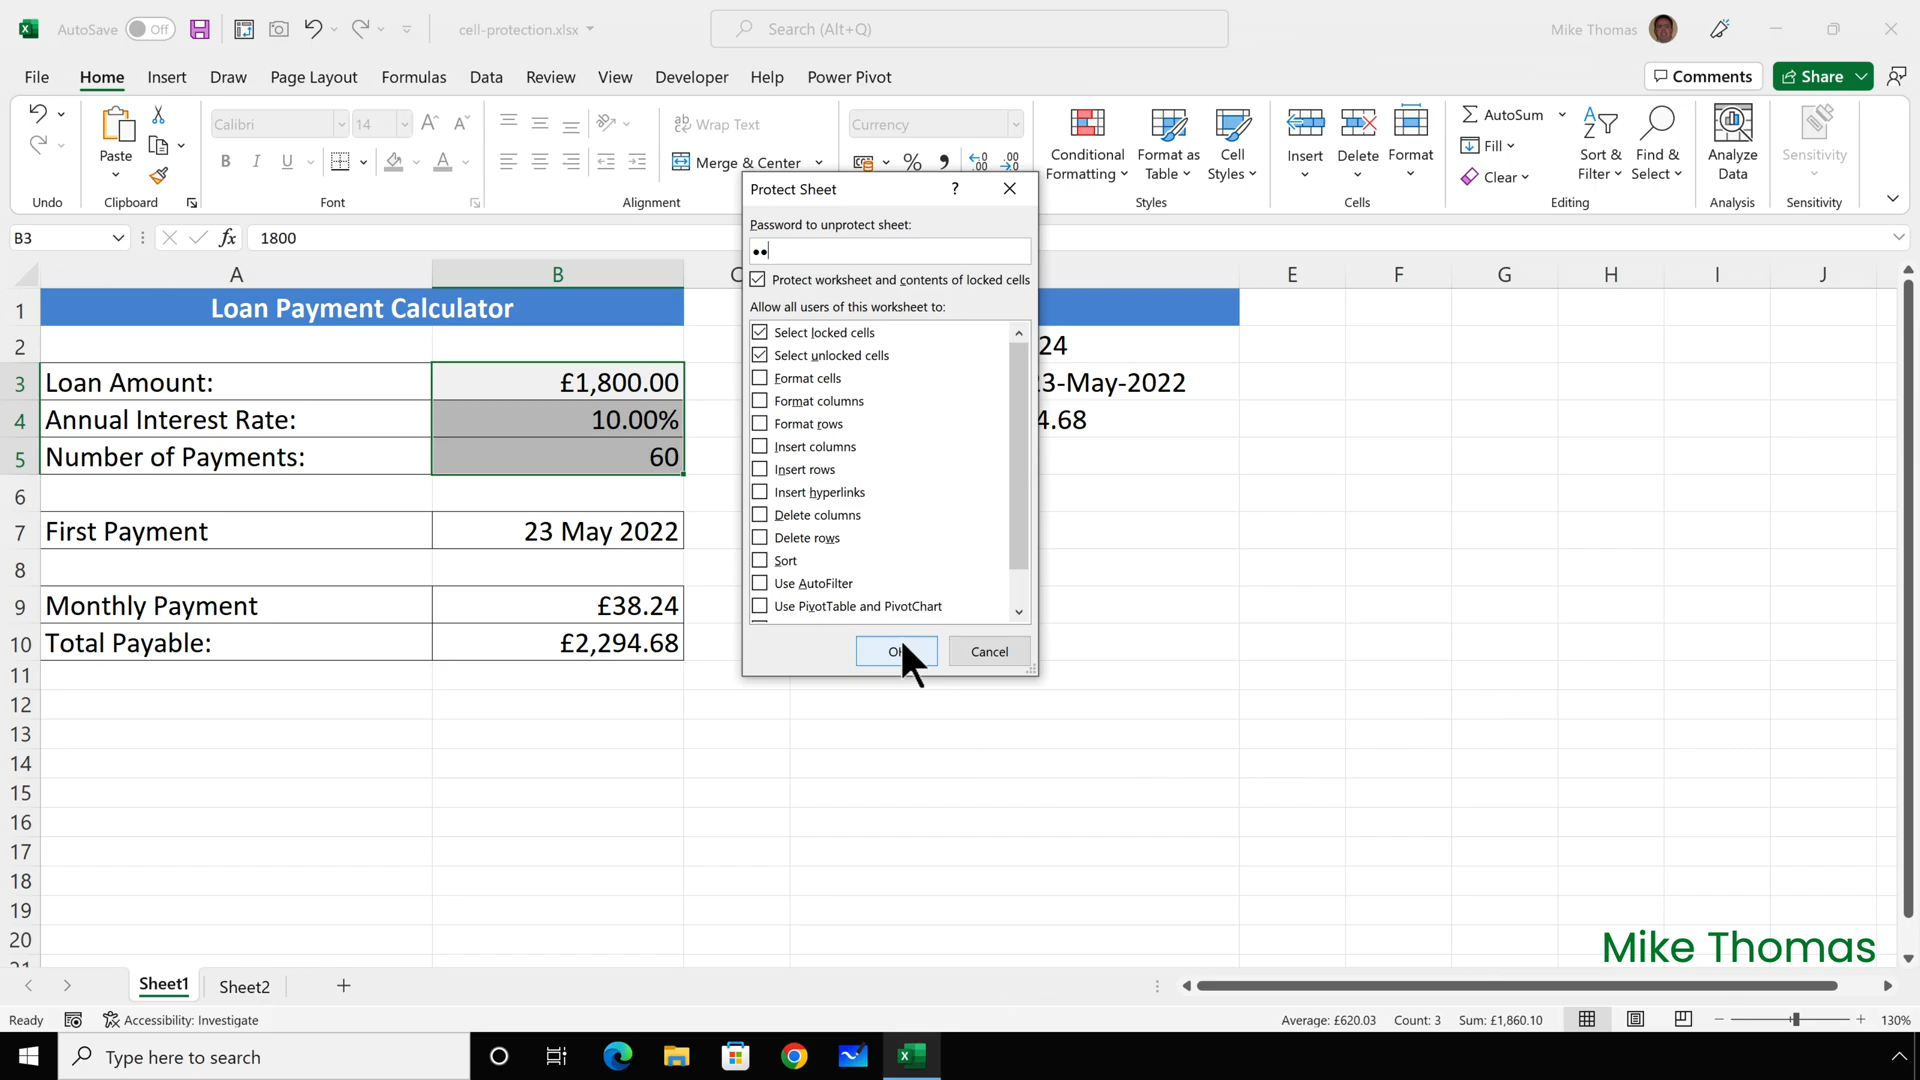 AutoSave Off cell-protection.xlsx Search (Alt+Q) Mike Thomas
File Home Insert Draw Page Layout Formulas Data Review View Developer Help Power Pivot Comments Share
Paste Calibri 14 Wrap Text Merge & Center Currency Conditional Formatting Format as Table Cell Styles Insert Delete Format AutoSum Fill Clear Sort & Filter Find & Select Analyze Data Sensitivity
Undo Clipboard Font Alignment Styles Cells Editing Analysis Sensitivity
B3 fx 1800
A B C E F G H I J
1 Loan Payment Calculator
2 24
3 Loan Amount: £1,800.00 3-May-2022
4 Annual Interest Rate: 10.00% 4.68
5 Number of Payments: 60
6
7 First Payment 23 May 2022
8
9 Monthly Payment £38.24
10 Total Payable: £2,294.68
11
12
13
14
15
16
17
18
19
20
Protect Sheet ?
Password to unprotect sheet:
••
Protect worksheet and contents of locked cells
Allow all users of this worksheet to:
Select locked cells
Select unlocked cells
Format cells
Format columns
Format rows
Insert columns
Insert rows
Insert hyperlinks
Delete columns
Delete rows
Sort
Use AutoFilter
Use PivotTable and PivotChart
OK Cancel
Mike Thomas
Sheet1 Sheet2
Ready Accessibility: Investigate Average: £620.03 Count: 3 Sum: £1,860.10 130%
Type here to search